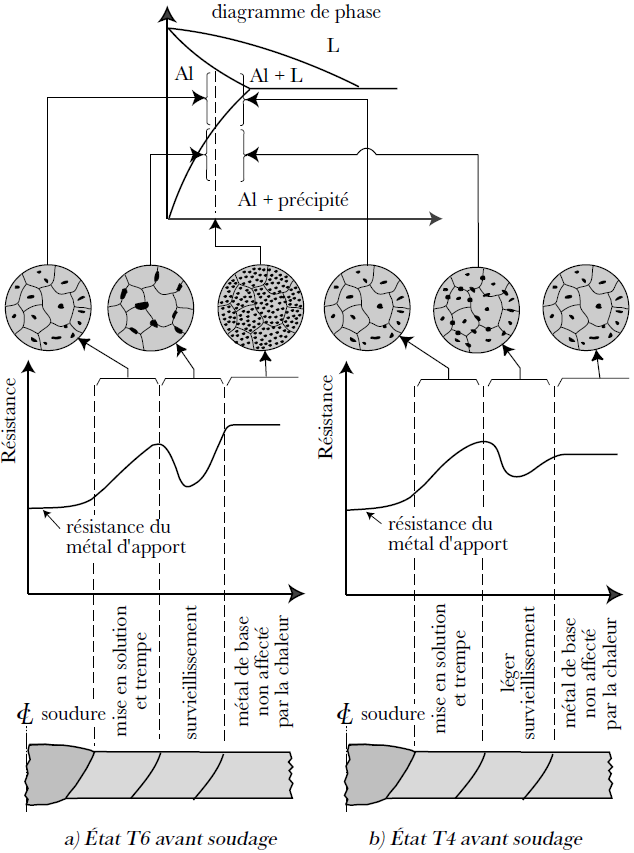 diagramme de phase
L
Al
Al + L
Al + précipité
Résistance
résistance du
métal d'apport
mise en solution
et trempe
survieillissement
métal de base
non affecté
par la chaleur
℄ soudure
a) État T6 avant soudage
Résistance
résistance du
métal d'apport
mise en solution
et trempe
léger
survieillissement
métal de base
non affecté
par la chaleur
℄ soudure
b) État T4 avant soudage